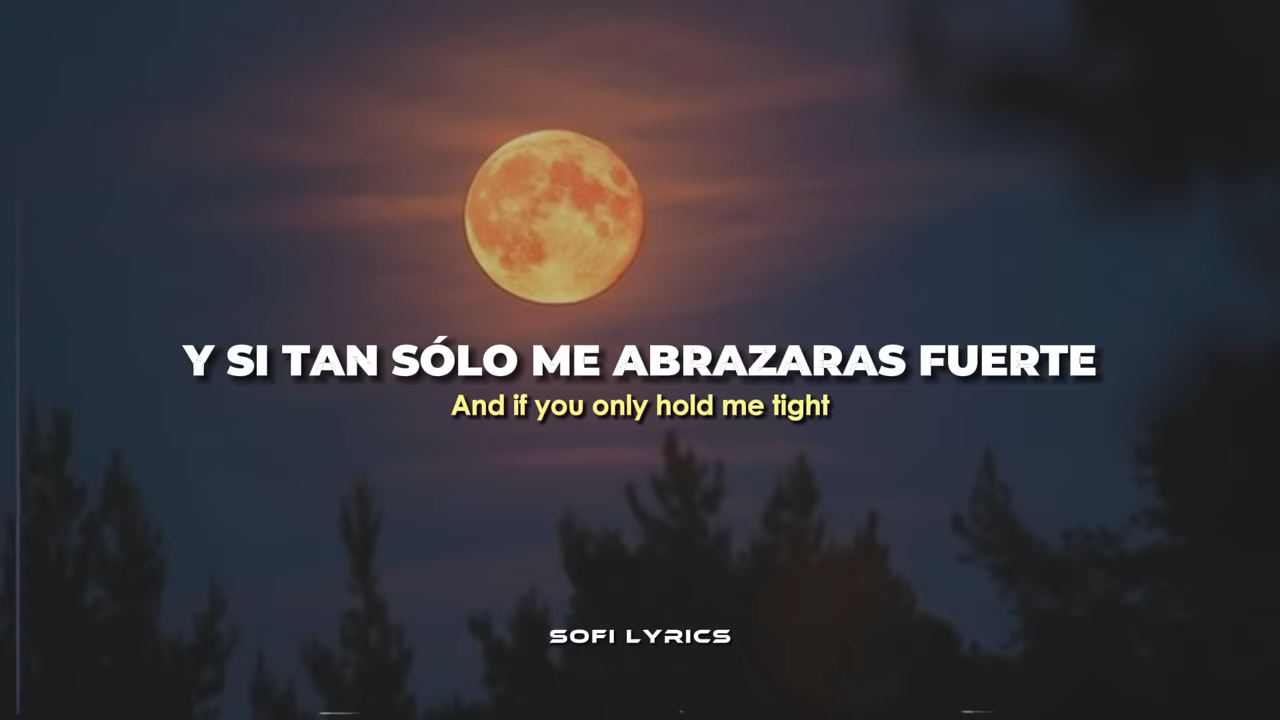 Y SI TAN SÓLO ME ABRAZARAS FUERTE
And if you only hold me tight
SOFI LYRICS